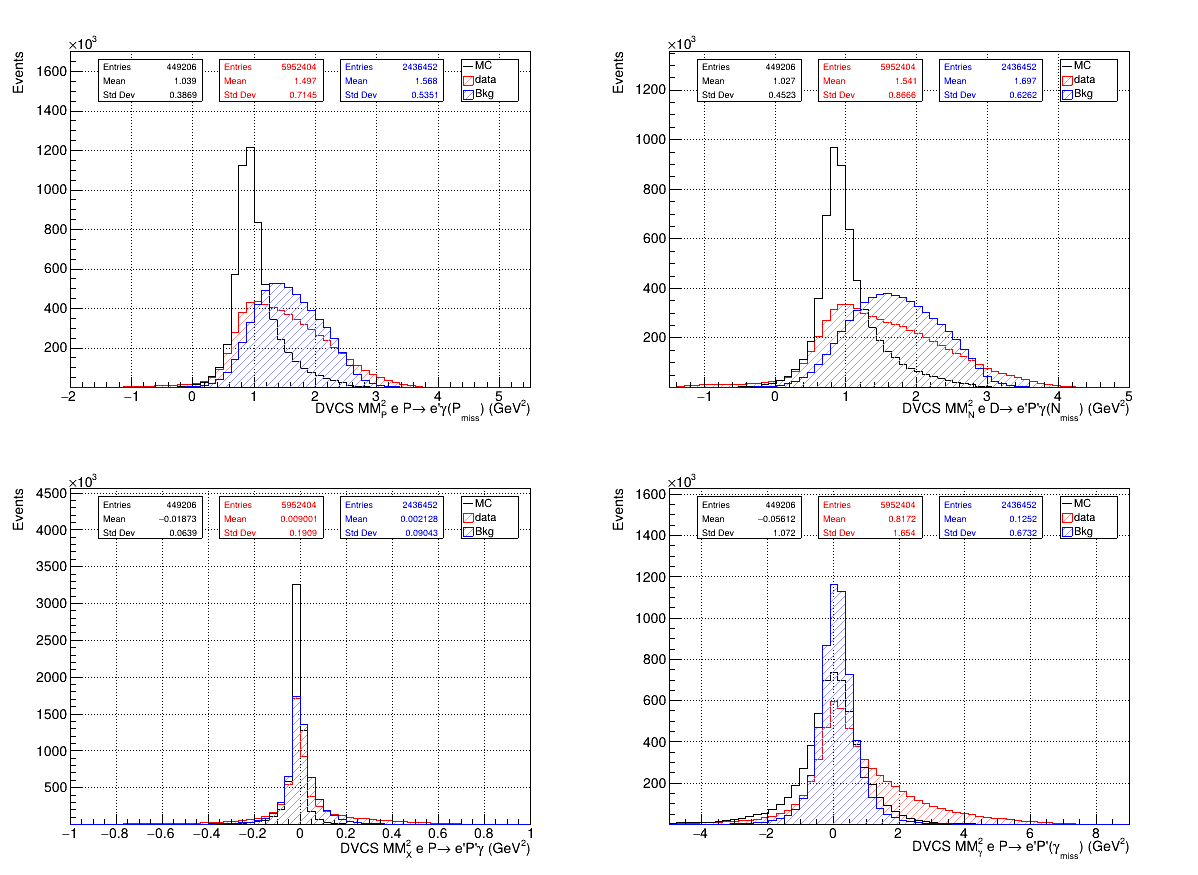 ×10³
Events
1600
1400
1200
1000
800
600
400
200
−2 −1 0 1 2 3 4 5
Entries 449206
Mean 1.039
Std Dev 0.3869
Entries 5952404
Mean 1.497
Std Dev 0.7145
Entries 2436452
Mean 1.568
Std Dev 0.5351
MC
data
Bkg
DVCS MM²_P e P→ e'γ(P_miss) (GeV²)
×10³
Events
1200
1000
800
600
400
200
−1 0 1 2 3 4 5
Entries 449206
Mean 1.027
Std Dev 0.4523
Entries 5952404
Mean 1.541
Std Dev 0.8666
Entries 2436452
Mean 1.697
Std Dev 0.6262
MC
data
Bkg
DVCS MM²_N e D→ e'P'γ(N_miss) (GeV²)
×10³
Events
4500
4000
3500
3000
2500
2000
1500
1000
500
−1 −0.8 −0.6 −0.4 −0.2 0 0.2 0.4 0.6 0.8 1
Entries 449206
Mean −0.01873
Std Dev 0.0639
Entries 5952404
Mean 0.009001
Std Dev 0.1909
Entries 2436452
Mean 0.002128
Std Dev 0.09043
MC
data
Bkg
DVCS MM²_X e P→ e'P'γ (GeV²)
×10³
Events
1600
1400
1200
1000
800
600
400
200
−4 −2 0 2 4 6 8
Entries 449206
Mean −0.05612
Std Dev 1.072
Entries 5952404
Mean 0.8172
Std Dev 1.654
Entries 2436452
Mean 0.1252
Std Dev 0.6732
MC
data
Bkg
DVCS MM²_γ e P→ e'P'(γ_miss) (GeV²)